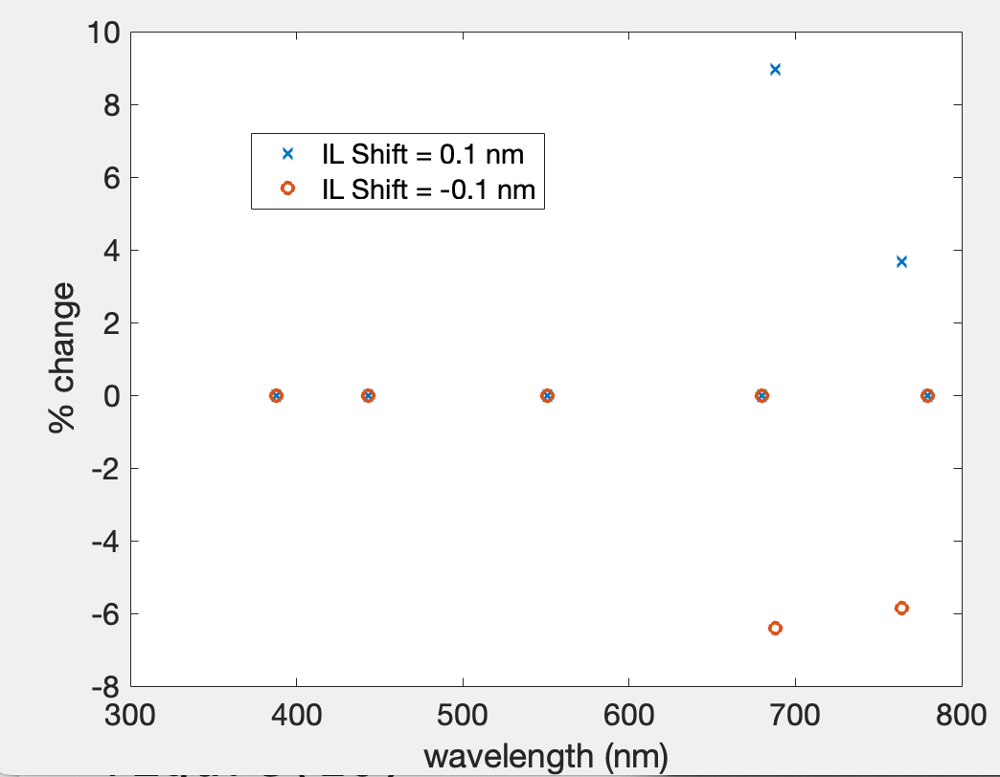 10
8
6
4
2
0
-2
-4
-6
-8
% change
IL Shift = 0.1 nm
IL Shift = -0.1 nm
300 400 500 600 700 800
wavelength (nm)